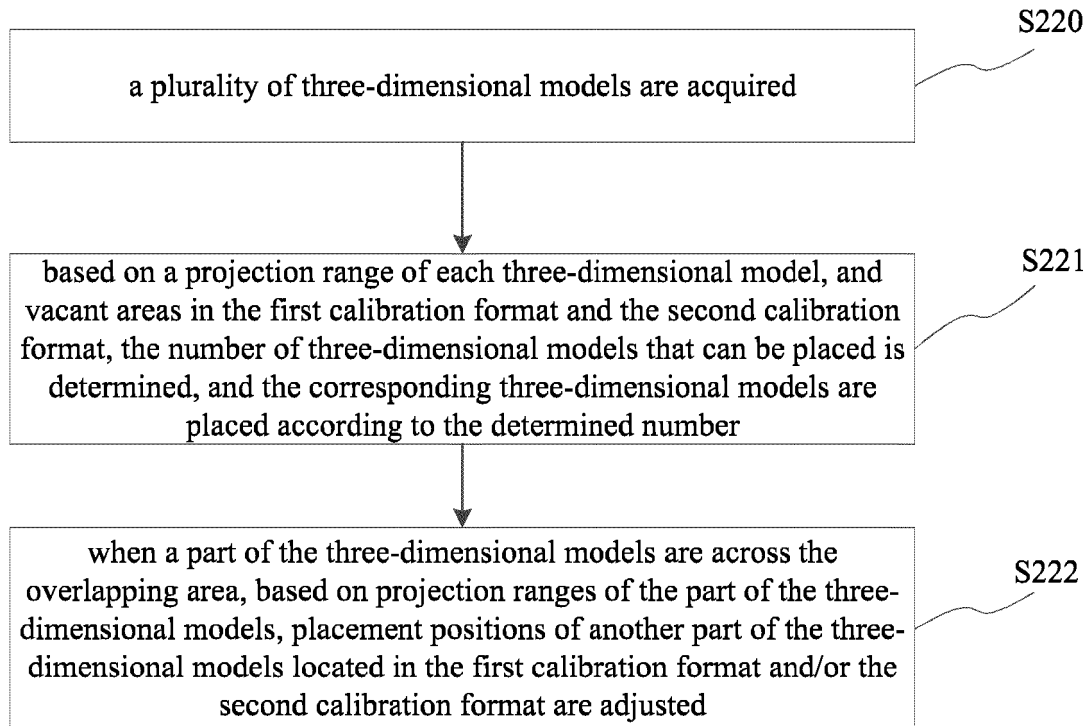 S220
a plurality of three-dimensional models are acquired
S221
based on a projection range of each three-dimensional model, and
vacant areas in the first calibration format and the second calibration
format, the number of three-dimensional models that can be placed is
determined, and the corresponding three-dimensional models are
placed according to the determined number
S222
when a part of the three-dimensional models are across the
overlapping area, based on projection ranges of the part of the three-
dimensional models, placement positions of another part of the three-
dimensional models located in the first calibration format and/or the
second calibration format are adjusted